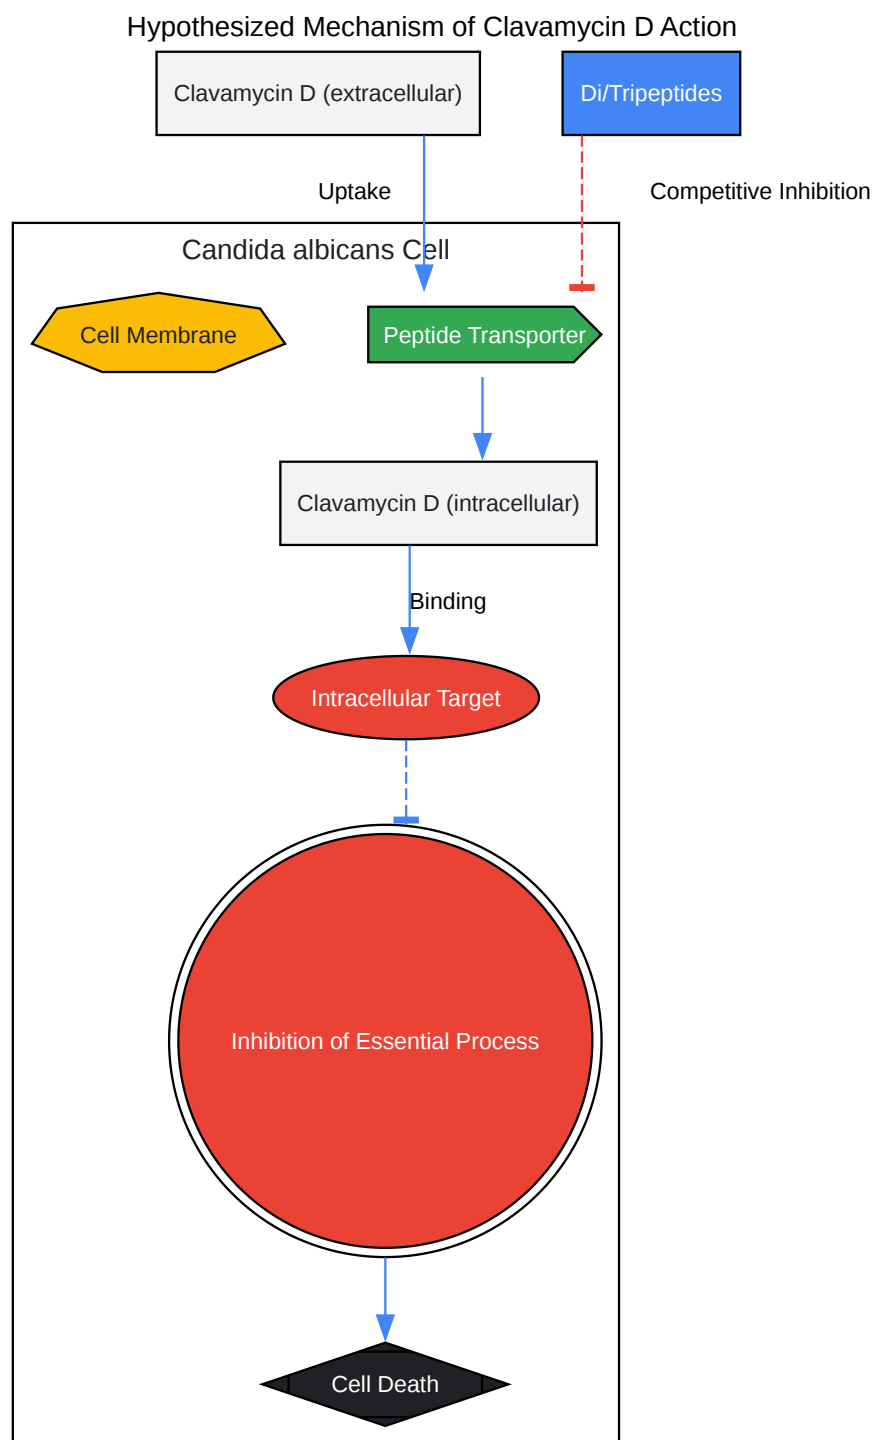 Hypothesized Mechanism of Clavamycin D Action
Clavamycin D (extracellular)
Di/Tripeptides
Uptake
Competitive Inhibition
Candida albicans Cell
Cell Membrane
Peptide Transporter
Clavamycin D (intracellular)
Binding
Intracellular Target
Inhibition of Essential Process
Cell Death